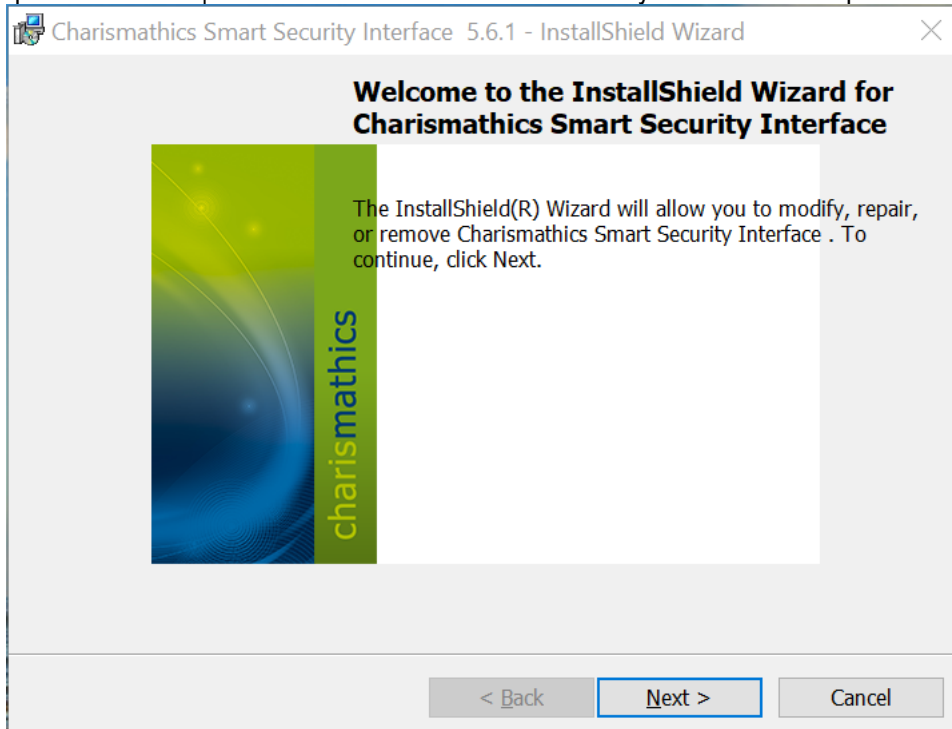 Charismathics Smart Security Interface 5.6.1 - InstallShield Wizard
Welcome to the InstallShield Wizard for
Charismathics Smart Security Interface
The InstallShield(R) Wizard will allow you to modify, repair,
or remove Charismathics Smart Security Interface . To
continue, click Next.
charismathics
< Back
Next >
Cancel